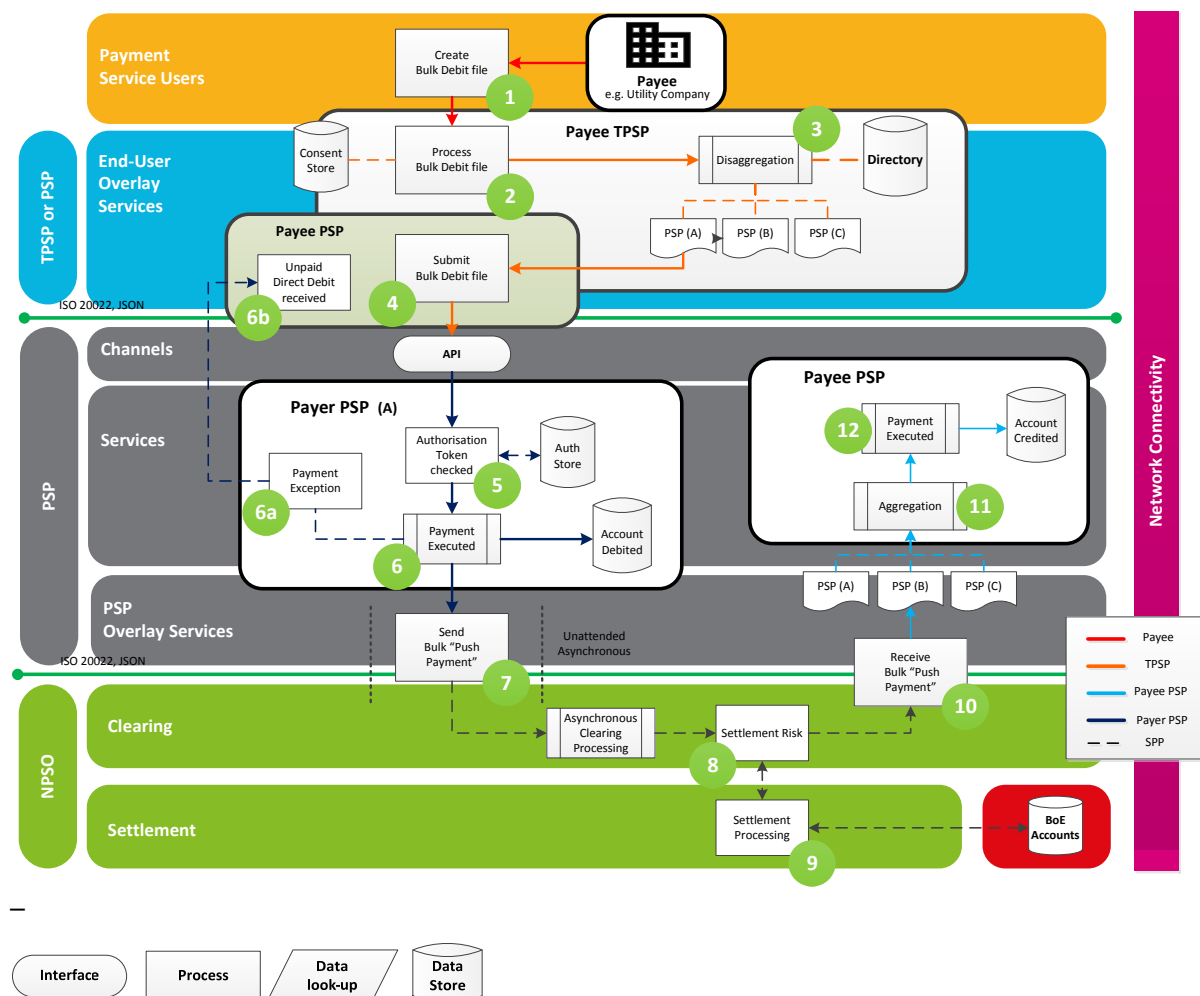 Payment
Service Users
Create
Bulk Debit file
1
Payee
e.g. Utility Company
TPSP or PSP
End-User
Overlay
Services
Payee TPSP
Consent
Store
Process
Bulk Debit file
2
Disaggregation
3
Directory
PSP (A)
PSP (B)
PSP (C)
Payee PSP
Unpaid
Direct Debit
received
6b
Submit
Bulk Debit file
4
ISO 20022, JSON
Network Connectivity
PSP
Channels
API
Services
Payer PSP (A)
Authorisation
Token
checked
5
Auth
Store
Payment
Exception
6a
Payment
Executed
6
Account
Debited
Payee PSP
12
Payment
Executed
Account
Credited
Aggregation
11
PSP (A)
PSP (B)
PSP (C)
PSP
Overlay Services
Send
Bulk “Push
Payment”
7
Unattended
Asynchronous
Receive
Bulk “Push
Payment”
10
ISO 20022, JSON
Payee
TPSP
Payee PSP
Payer PSP
SPP
NPSO
Clearing
Asynchronous
Clearing
Processing
Settlement Risk
8
Settlement
Settlement
Processing
9
BoE
Accounts
Interface
Process
Data
look-up
Data
Store